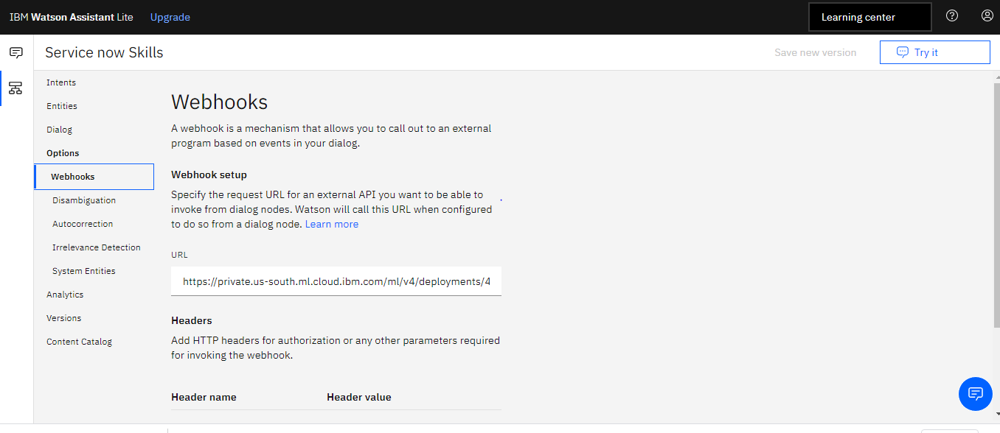 IBM Watson Assistant Lite Upgrade Learning center
Service now Skills Save new version Try it
Intents
Entities
Dialog
Options
Webhooks
Disambiguation
Autocorrection
Irrelevance Detection
System Entities
Analytics
Versions
Content Catalog
Webhooks
A webhook is a mechanism that allows you to call out to an external
program based on events in your dialog.
Webhook setup
Specify the request URL for an external API you want to be able to
invoke from dialog nodes. Watson will call this URL when configured
to do so from a dialog node. Learn more
URL
https://private.us-south.ml.cloud.ibm.com/ml/v4/deployments/4
Headers
Add HTTP headers for authorization or any other parameters required
for invoking the webhook.
Header name Header value